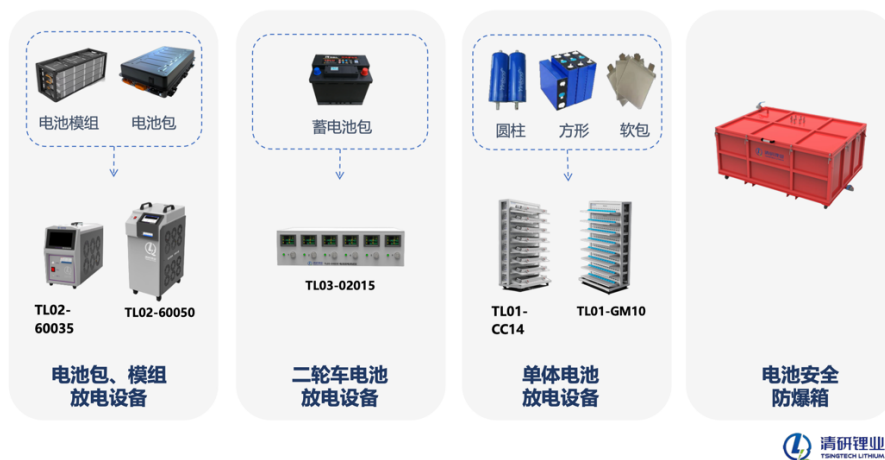 电池模组
电池包
TL02-
60035
TL02-60050
电池包、模组
放电设备
蓄电池包
TL03-02015
二轮车电池
放电设备
圆柱
方形
软包
TL01-
CC14
TL01-GM10
单体电池
放电设备
电池安全
防爆箱
清研锂业
TSINGTECH LITHIUM